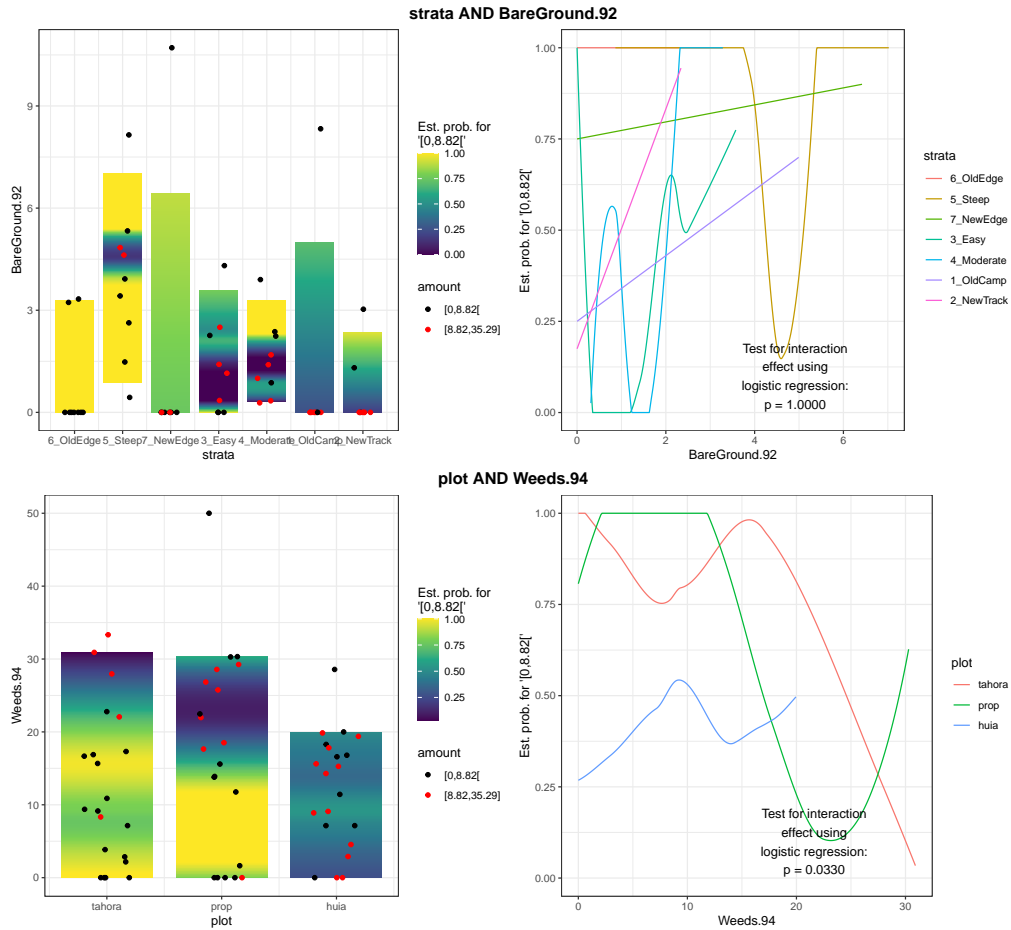 strata AND BareGround.92
BareGround.92
9
6
3
0
6_OldEdge
5_Steep
7_NewEdge
3_Easy
4_Moderate
1_OldCamp
2_NewTrack
strata
Est. prob. for
'[0,8.82['
1.00
0.75
0.50
0.25
0.00
amount
[0,8.82[
[8.82,35.29]
Est. prob. for '[0,8.82['
1.00
0.75
0.50
0.25
0.00
Test for interaction
effect using
logistic regression:
p = 1.0000
0
2
4
6
BareGround.92
strata
6_OldEdge
5_Steep
7_NewEdge
3_Easy
4_Moderate
1_OldCamp
2_NewTrack
plot AND Weeds.94
Weeds.94
50
40
30
20
10
0
tahora
prop
huia
plot
Est. prob. for
'[0,8.82['
1.00
0.75
0.50
0.25
amount
[0,8.82[
[8.82,35.29]
Est. prob. for '[0,8.82['
1.00
0.75
0.50
0.25
0.00
Test for interaction
effect using
logistic regression:
p = 0.0330
0
10
20
30
Weeds.94
plot
tahora
prop
huia